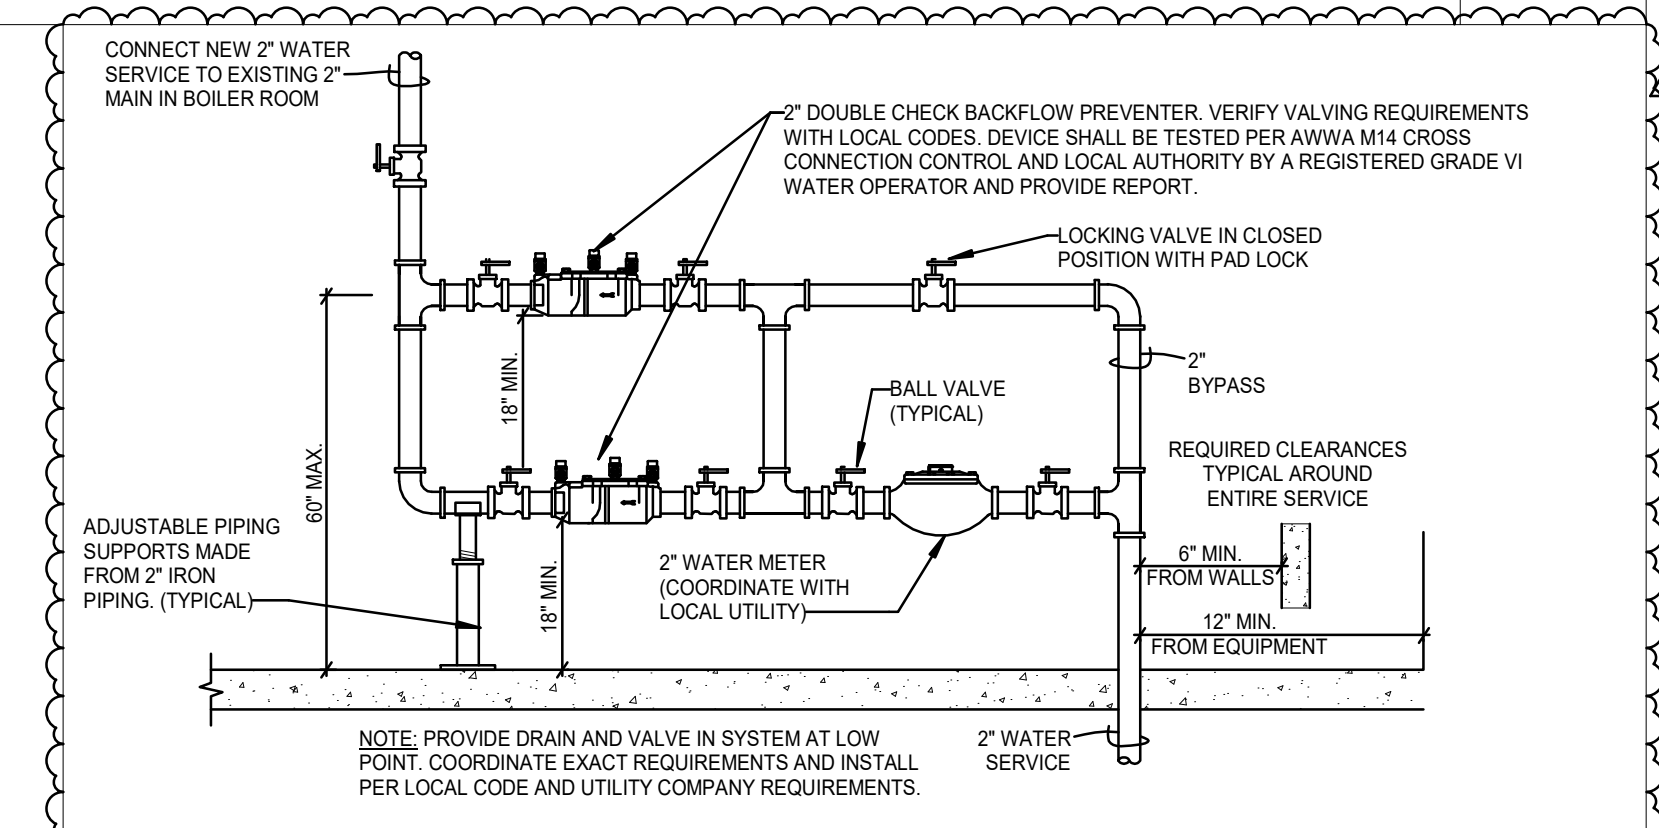 CONNECT NEW 2" WATER
SERVICE TO EXISTING 2"
MAIN IN BOILER ROOM
2" DOUBLE CHECK BACKFLOW PREVENTER. VERIFY VALVING REQUIREMENTS
WITH LOCAL CODES. DEVICE SHALL BE TESTED PER AWWA M14 CROSS
CONNECTION CONTROL AND LOCAL AUTHORITY BY A REGISTERED GRADE VI
WATER OPERATOR AND PROVIDE REPORT.
LOCKING VALVE IN CLOSED
POSITION WITH PAD LOCK
2"
BYPASS
18" MIN.
BALL VALVE
(TYPICAL)
60" MAX.
REQUIRED CLEARANCES
TYPICAL AROUND
ENTIRE SERVICE
ADJUSTABLE PIPING
SUPPORTS MADE
FROM 2" IRON
PIPING. (TYPICAL)
18" MIN.
2" WATER METER
(COORDINATE WITH
LOCAL UTILITY)
6" MIN.
FROM WALLS
12" MIN.
FROM EQUIPMENT
NOTE: PROVIDE DRAIN AND VALVE IN SYSTEM AT LOW
POINT. COORDINATE EXACT REQUIREMENTS AND INSTALL
PER LOCAL CODE AND UTILITY COMPANY REQUIREMENTS.
2" WATER
SERVICE